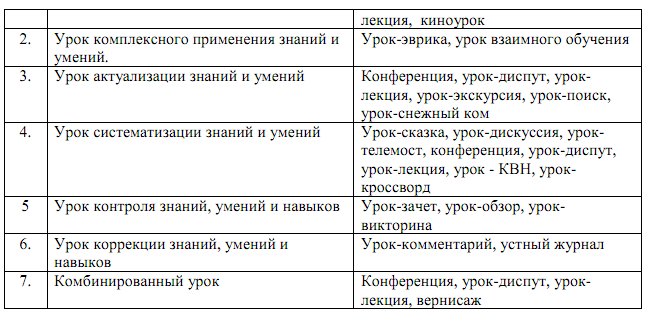 лекция, киноурок
2. Урок комплексного применения знаний и Урок-эврика, урок взаимного обучения
умений.
3. Урок актуализации знаний и умений Конференция, урок-диспут, урок-
лекция, урок-экскурсия, урок-поиск,
урок-снежный ком
4. Урок систематизации знаний и умений Урок-сказка, урок-дискуссия, урок-
телемост, конференция, урок-диспут,
урок-лекция, урок - КВН, урок-
кроссворд
5 Урок контроля знаний, умений и навыков Урок-зачет, урок-обзор, урок-
викторина
6. Урок коррекции знаний, умений и Урок-комментарий, устный журнал
навыков
7. Комбинированный урок Конференция, урок-диспут, урок-
лекция, вернисаж